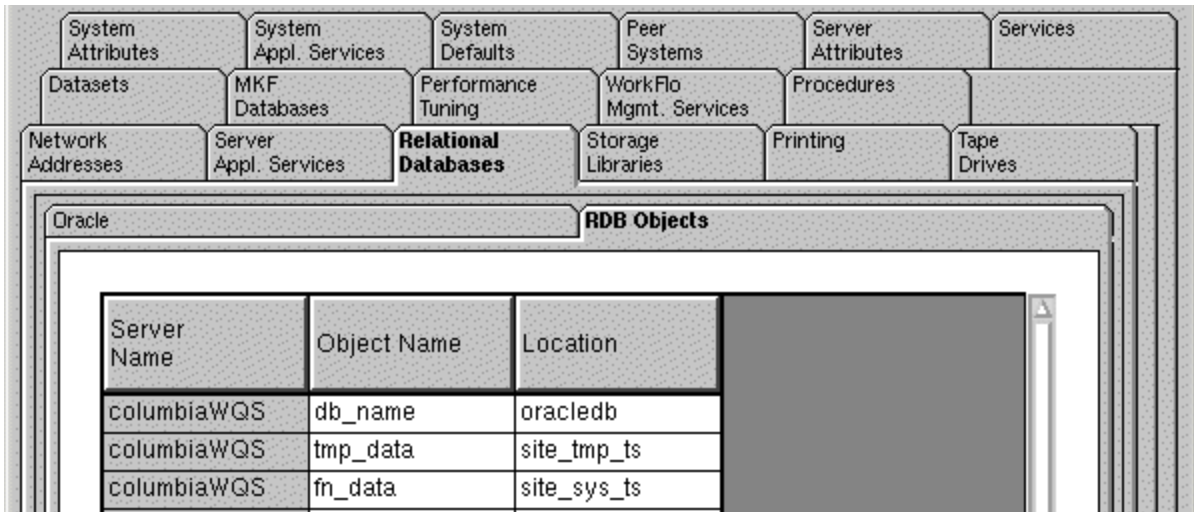 System Attributes
System Appl. Services
System Defaults
Peer Systems
Server Attributes
Services
Datasets
MKF Databases
Performance Tuning
WorkFlo Mgmt. Services
Procedures
Network Addresses
Server Appl. Services
Relational Databases
Storage Libraries
Printing
Tape Drives
Oracle
RDB Objects
Server Name
Object Name
Location
columbiaWQS db_name oracledb
columbiaWQS tmp_data site_tmp_ts
columbiaWQS fn_data site_sys_ts